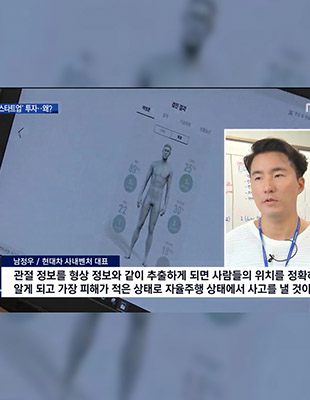 스타트업' 투자··왜?
남정우 / 현대차 사내벤처 대표
관절 정보를 형상 정보와 같이 추출하게 되면 사람들의 위치를 정확히
알게 되고 가장 피해가 적은 상태로 자율주행 상태에서 사고를 낼 것이